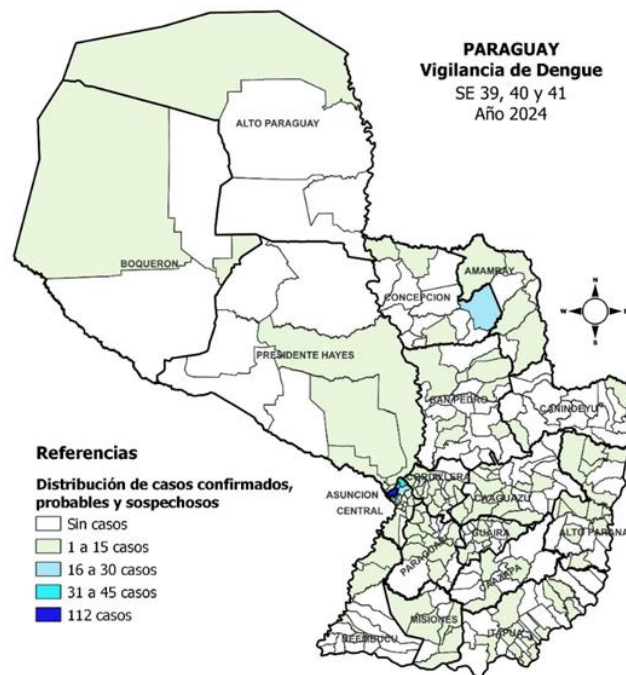 PARAGUAY
Vigilancia de Dengue
SE 39, 40 y 41
Año 2024
ALTO PARAGUAY
BOQUERON
AMAMBAY
CONCEPCION
N
W
E
S
PRESIDENTE HAYES
SAN PEDRO
CANINDEYU
Referencias
Distribución de casos confirmados,
probables y sospechosos
Sin casos
1 a 15 casos
16 a 30 casos
31 a 45 casos
112 casos
CORDILLERA
ASUNCION
CENTRAL
CAAGUAZU
GUAIRA
ALTO PARANA
PARAGUARI
CAAZAPA
MISIONES
ITAPUA
ÑEEMBUCU